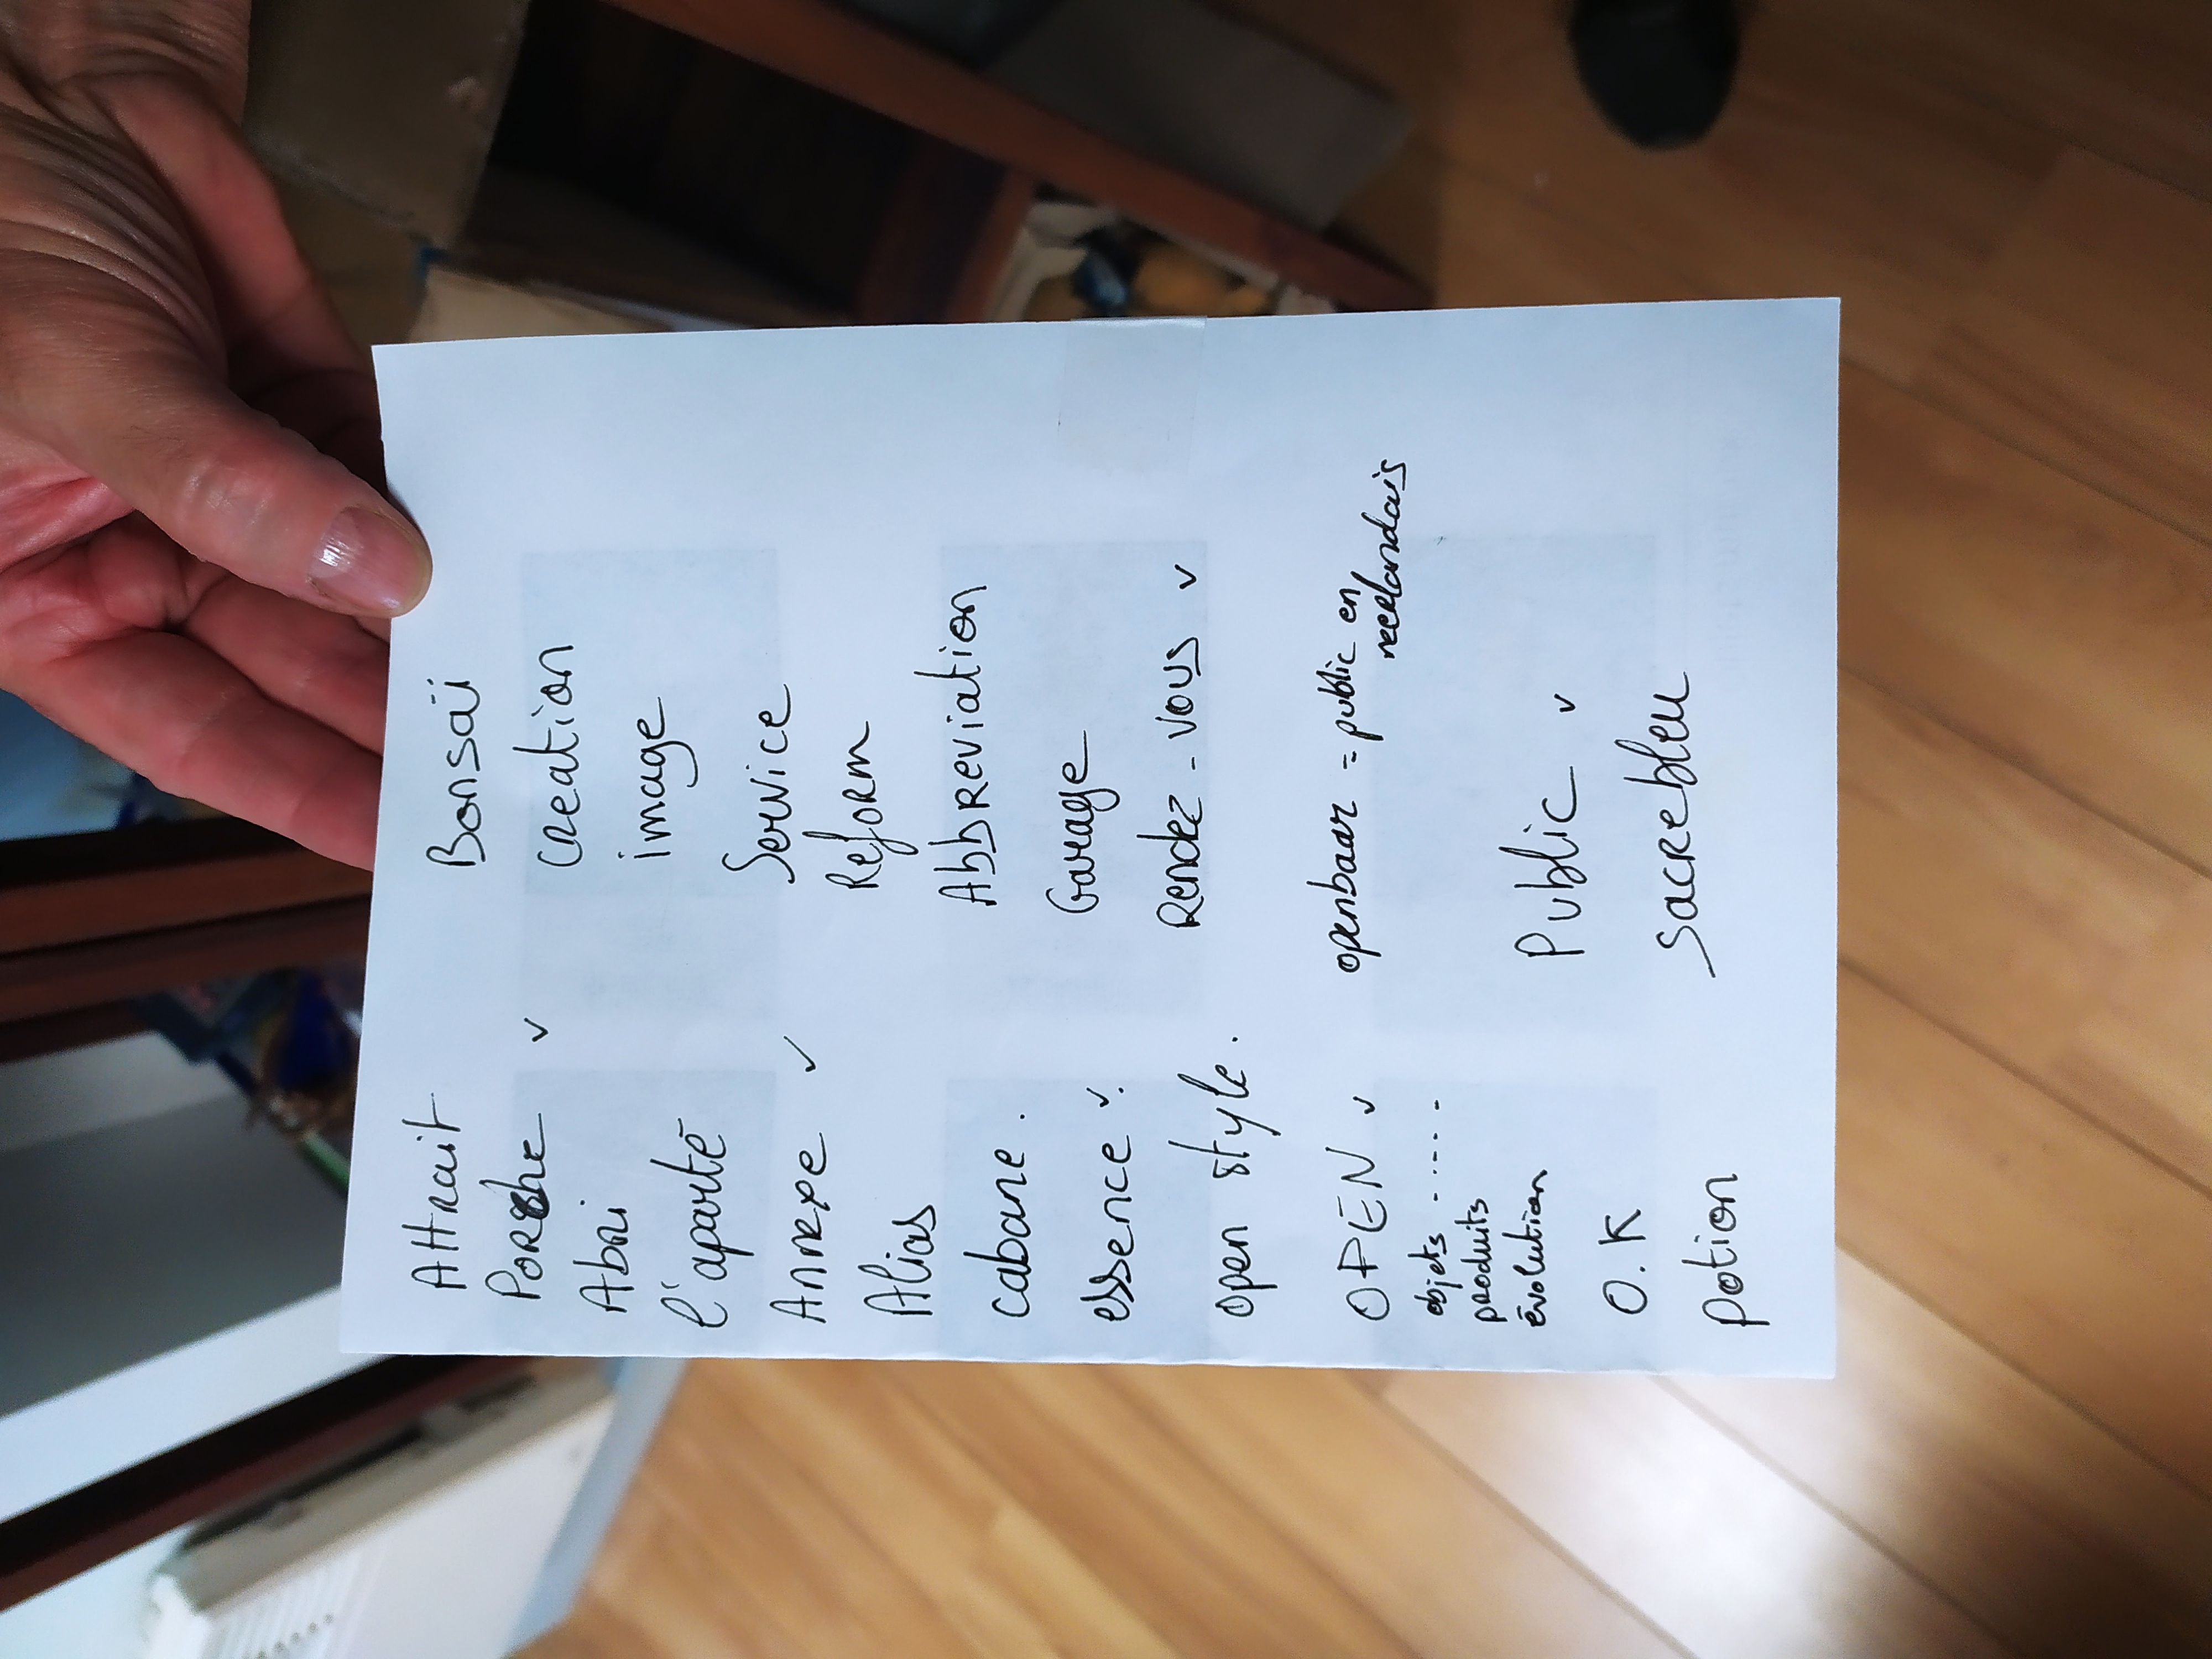 Attrait
Porche ✓
Abri
l'aparté
Annexe ✓
Alias
cabane .
essence ✓.
open style .
OPEN ✓
objets - . . - -
produits
évolution
O.K
potion
Bonsaï
creation
image
Service
Reform
Abbreviation
Garage
Rendez-vous ✓
openbaar = public en
neerlandais
Public ✓
sacrebleu